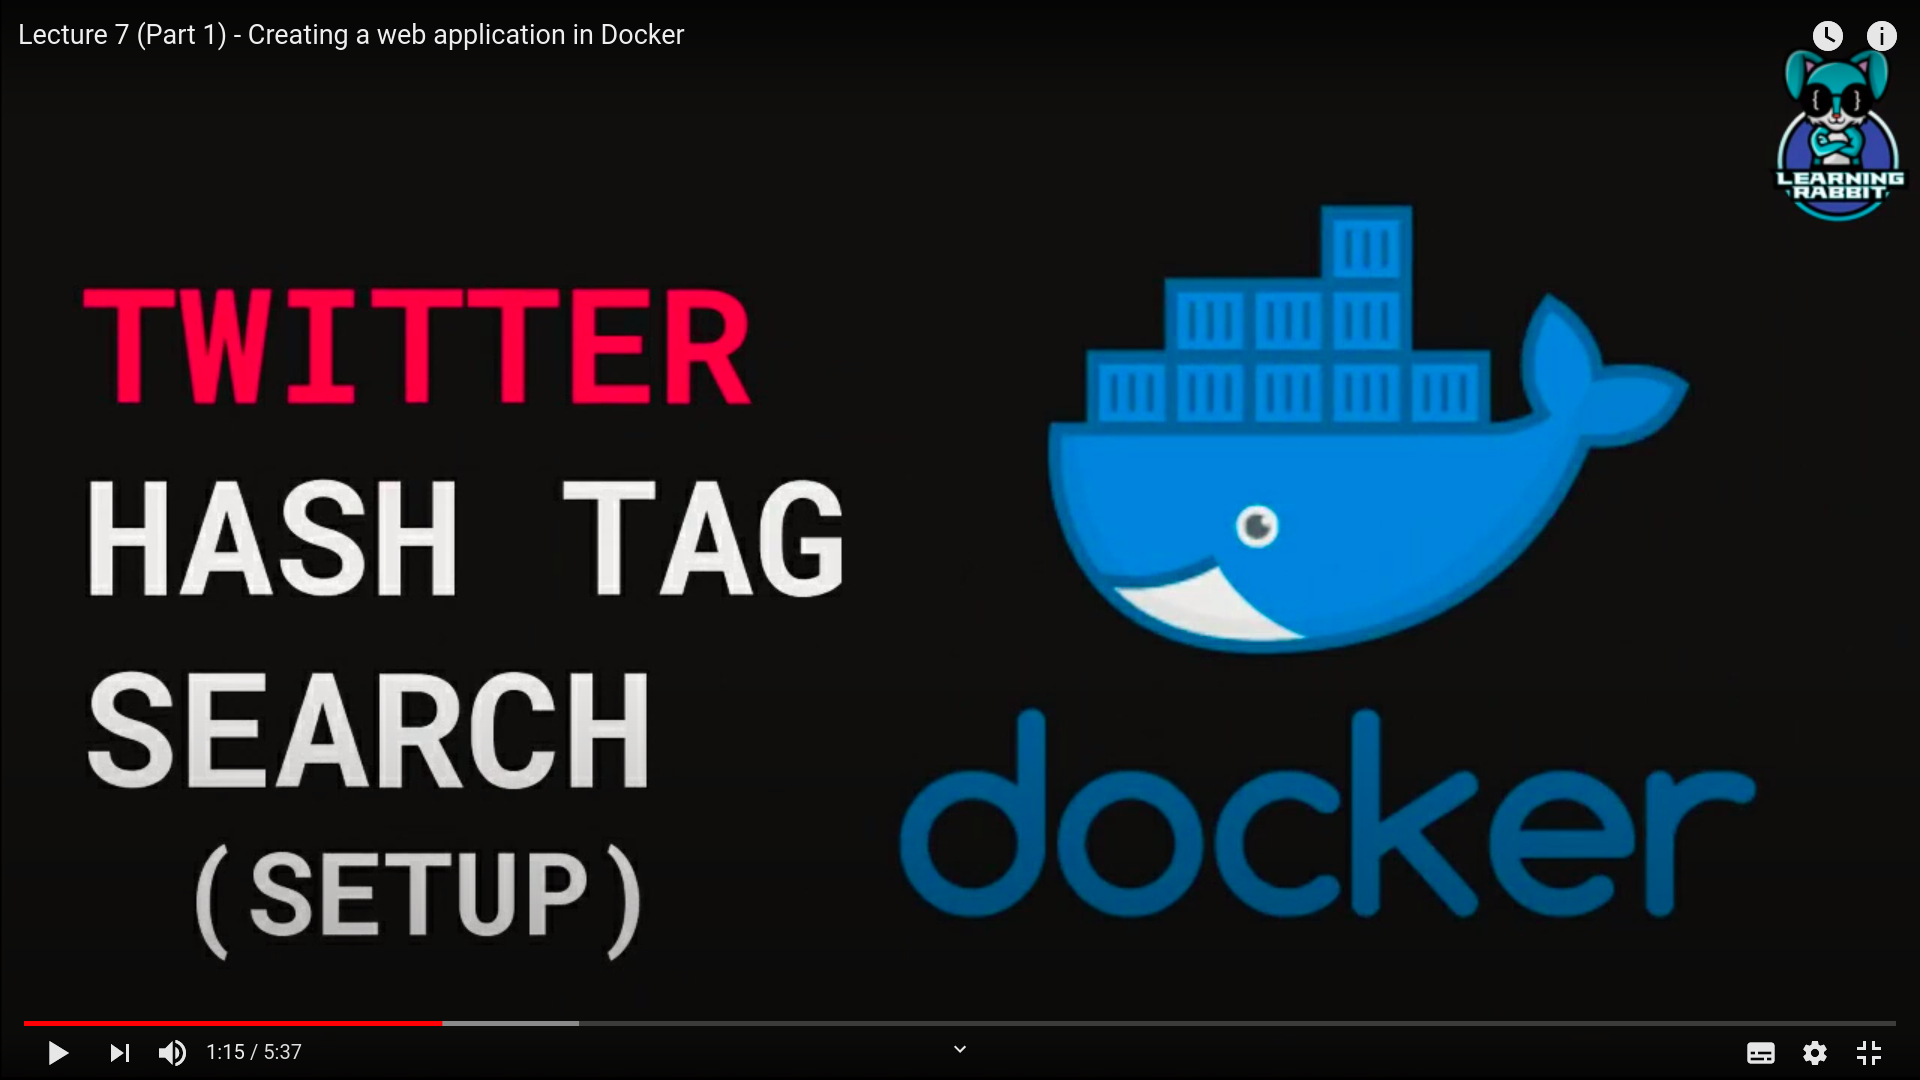 Lecture 7 (Part 1) - Creating a web application in Docker
LEARNING
RABBIT
TWITTER
HASH TAG
SEARCH
(SETUP)
docker
1:15 / 5:37